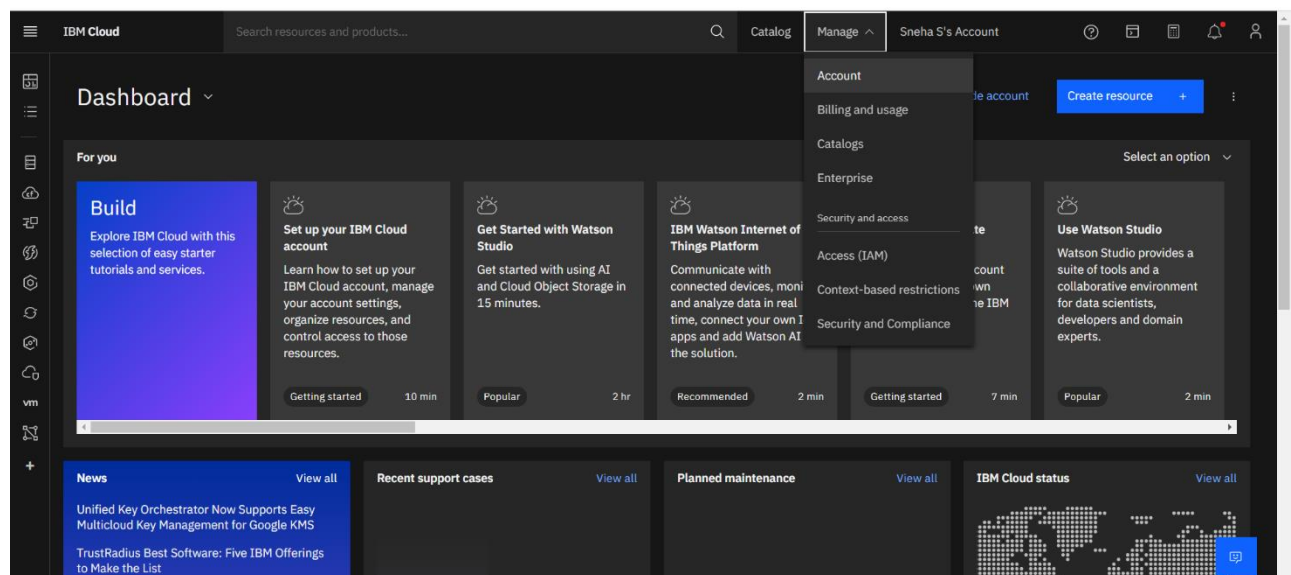 IBM Cloud
Search resources and products...
Catalog
Manage
Sneha S's Account
Dashboard
Account
Billing and usage
Catalogs
Enterprise
Security and access
Access (IAM)
Context-based restrictions
Security and Compliance
account
Create resource +
For you
Select an option
Build
Explore IBM Cloud with this
selection of easy starter
tutorials and services.
Set up your IBM Cloud
account
Learn how to set up your
IBM Cloud account, manage
your account settings,
organize resources, and
control access to those
resources.
Getting started
10 min
Get Started with Watson
Studio
Get started with using AI
and Cloud Object Storage in
15 minutes.
Popular
2 hr
IBM Watson Internet of
Things Platform
Communicate with
connected devices, moni
and analyze data in real
time, connect your own I
apps and add Watson AI
the solution.
Recommended
2 min
te
count
wn
he IBM
Getting started
7 min
Use Watson Studio
Watson Studio provides a
suite of tools and a
collaborative environment
for data scientists,
developers and domain
experts.
Popular
2 min
vm
News
View all
Unified Key Orchestrator Now Supports Easy
Multicloud Key Management for Google KMS
TrustRadius Best Software: Five IBM Offerings
to Make the List
Recent support cases
View all
Planned maintenance
View all
IBM Cloud status
View all